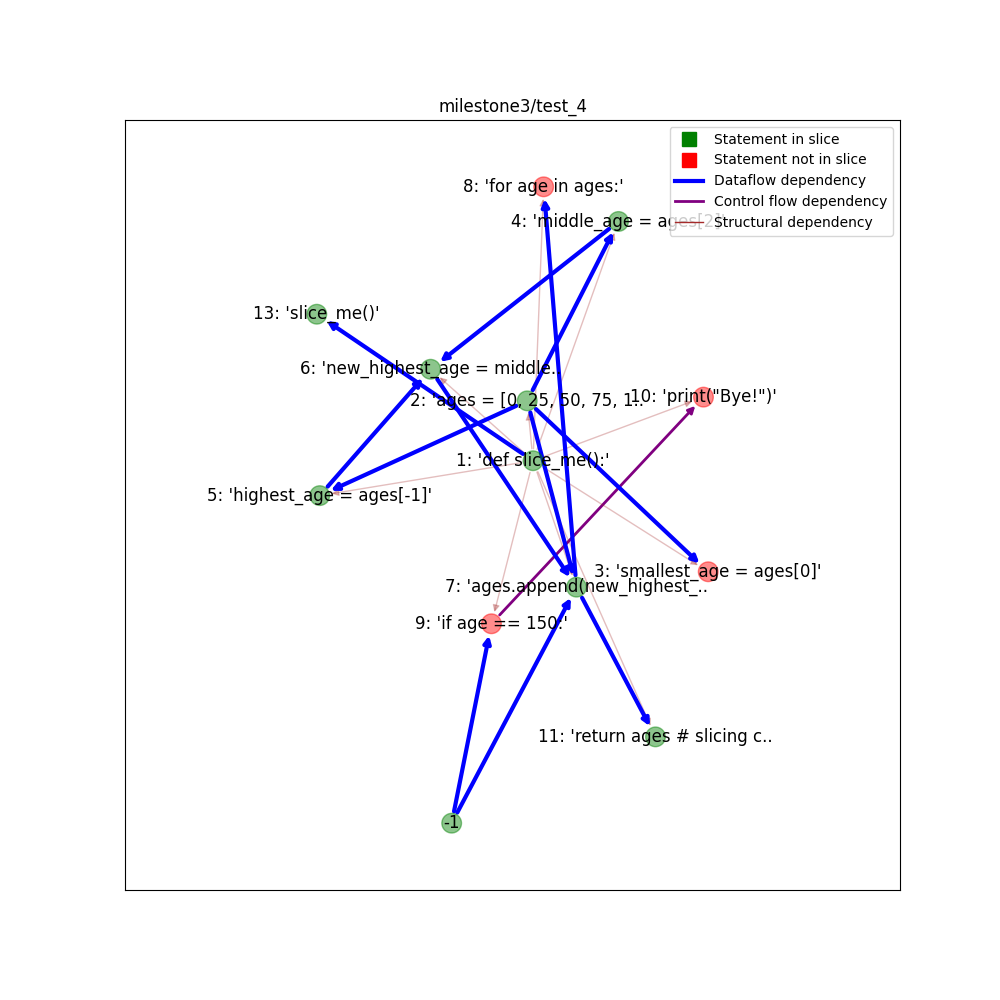 milestone3/test_4
Statement in slice
Statement not in slice
Dataflow dependency
Control flow dependency
Structural dependency
8: 'for age in ages:'
4: 'middle_age = ages[2]'
13: 'slice_me()'
6: 'new_highest_age = middle..
2: 'ages = [0, 25, 50, 75, 1..
10: 'print("Bye!")'
1: 'def slice_me():'
5: 'highest_age = ages[-1]'
3: 'smallest_age = ages[0]'
7: 'ages.append(new_highest_..
9: 'if age == 150:'
11: 'return ages # slicing c..
-1